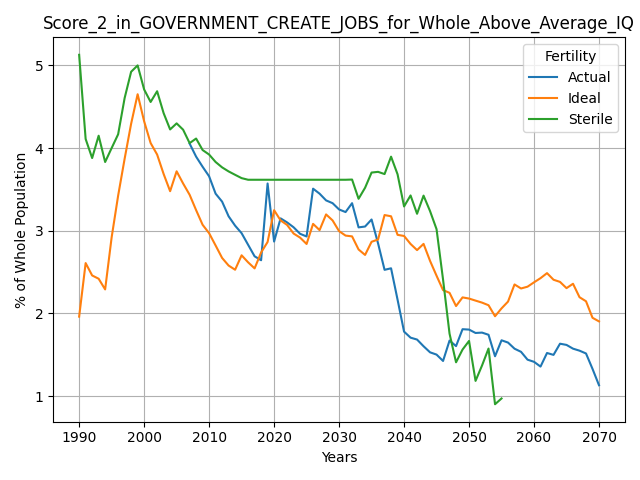 Score_2_in_GOVERNMENT_CREATE_JOBS_for_Whole_Above_Average_IQ
Fertility
Actual
Ideal
Sterile
% of Whole Population
5
4
3
2
1
1990 2000 2010 2020 2030 2040 2050 2060 2070
Years